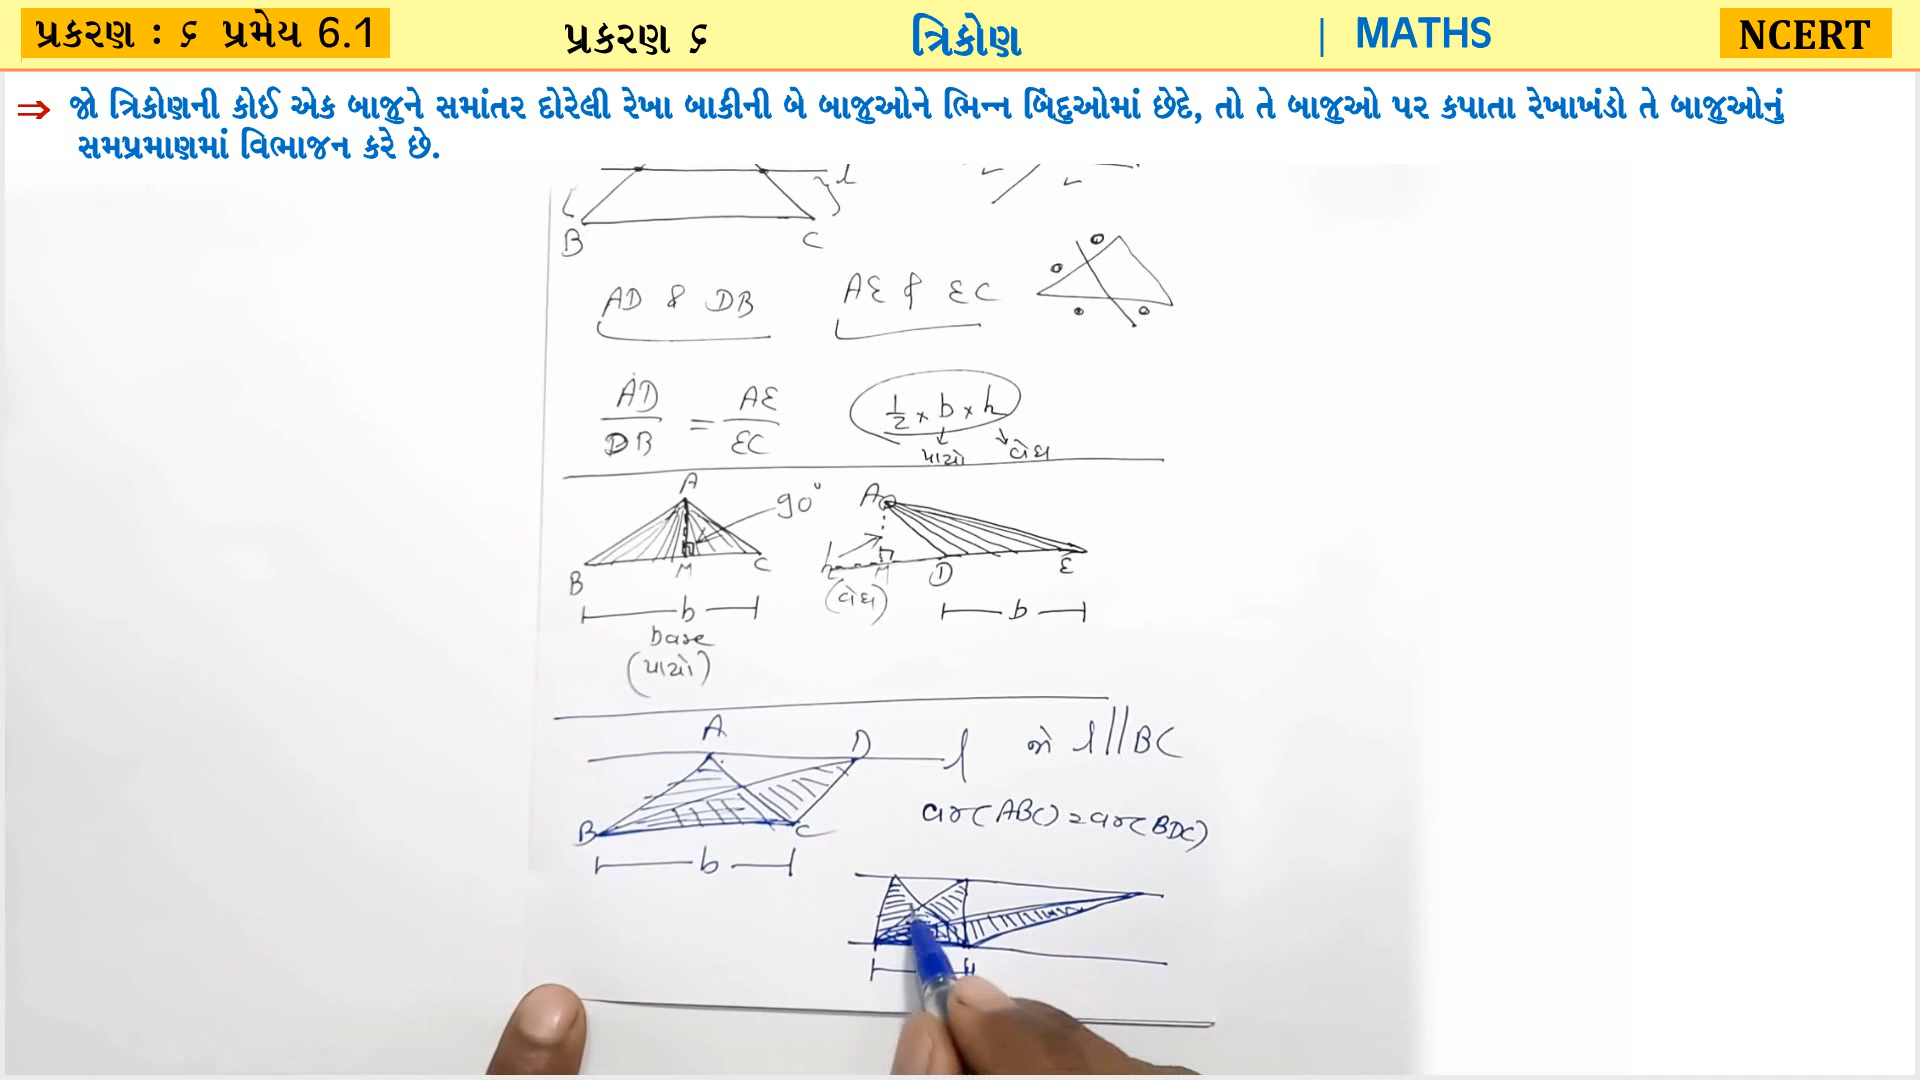 પ્રકરણ : ૬ પ્રમેય 6.1
પ્રકરણ ૬
ત્રિકોણ
| MATHS
NCERT
⇒ જો ત્રિકોણની કોઈ એક બાજુને સમાંતર દોરેલી રેખા બાકીની બે બાજુઓને ભિન્ન બિંદુઓમાં છેદે, તો તે બાજુઓ પર કપાતા રેખાખંડો તે બાજુઓનું
સમપ્રમાણમાં વિભાજન કરે છે.
l
B C
AD & DB AE & EC
AD/DB = AE/EC 1/2 × b × h
પાયો વેધ
A 90° A
B M C h M D E
(વેધ)
b b
base
(પાયો)
A D l જો l||BC
ક્ષેત્ર(ABC) = ક્ષેત્ર(BDC)
B C
b